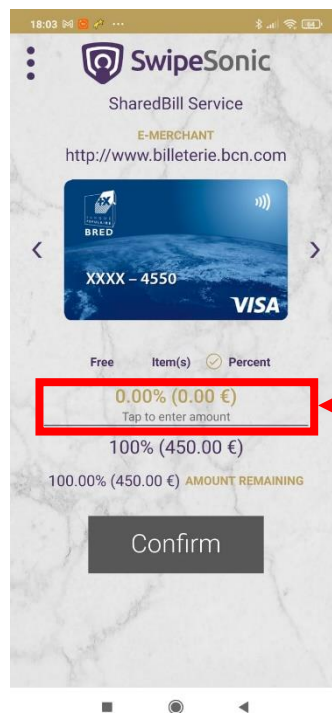 18:03
SwipeSonic
SharedBill Service
E-MERCHANT
http://www.billeterie.bcn.com
BRED
XXXX – 4550
VISA
Free Item(s) Percent
0.00% (0.00 €)
Tap to enter amount
100% (450.00 €)
100.00% (450.00 €) AMOUNT REMAINING
Confirm